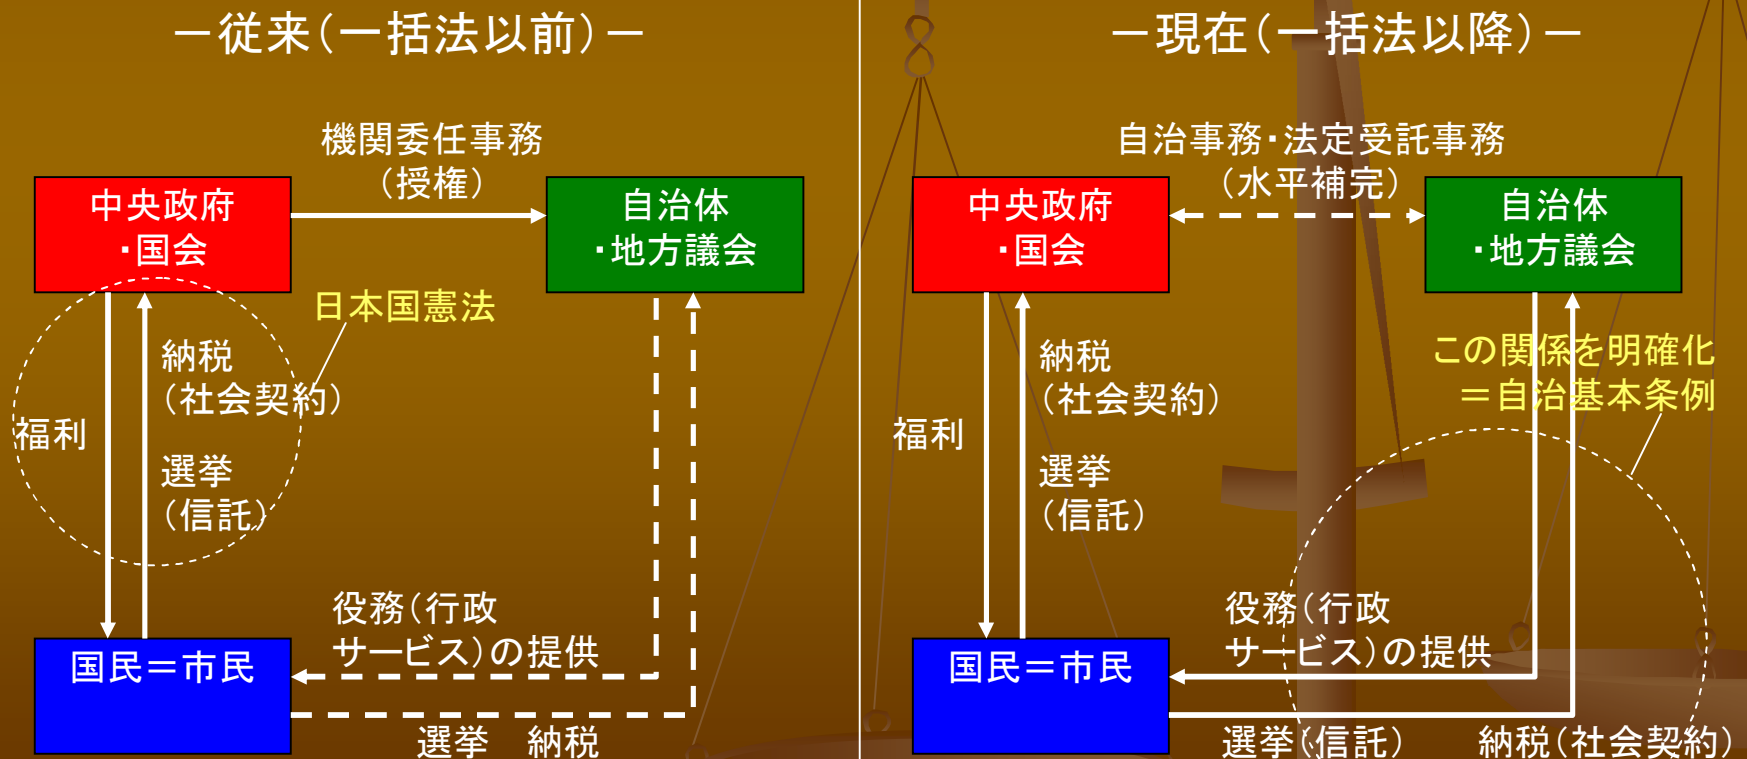 －従来（一括法以前）－
機関委任事務
（授権）
中央政府
・国会
自治体
・地方議会
日本国憲法
納税
（社会契約）
福利
選挙
（信託）
役務（行政
サービス）の提供
国民＝市民
選挙　納税
－現在（一括法以降）－
自治事務・法定受託事務
（水平補完）
中央政府
・国会
自治体
・地方議会
この関係を明確化
＝自治基本条例
納税
（社会契約）
福利
選挙
（信託）
役務（行政
サービス）の提供
国民＝市民
選挙（信託）　納税（社会契約）